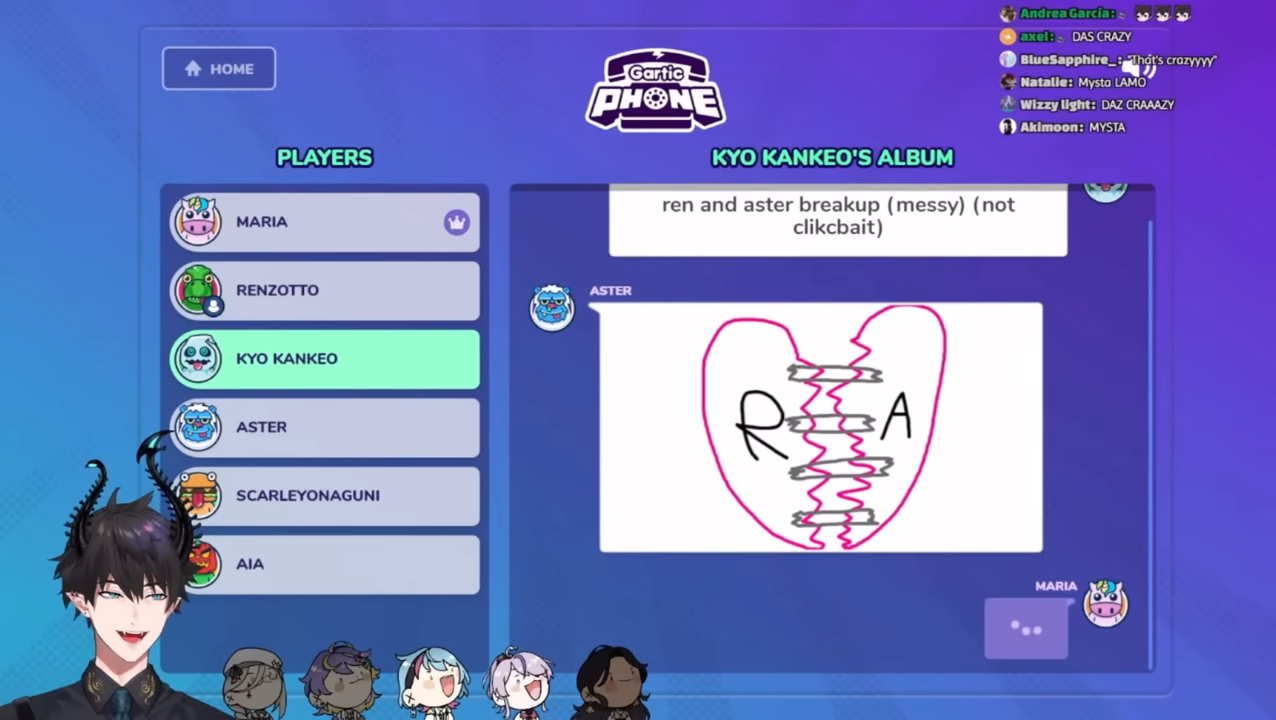 HOME
Gartic
PHONE
AndreaGarcía:
axel: DAS CRAZY
BlueSapphire_: "That's crazyyyy"
Natalie: Mysta LAMO
Wizzy light: DAZ CRAAAZY
Akimoon: MYSTA
PLAYERS
MARIA
RENZOTTO
KYO KANKEO
ASTER
SCARLEYONAGUNI
AIA
KYO KANKEO'S ALBUM
ren and aster breakup (messy) (not
clikcbait)
ASTER
R A
MARIA